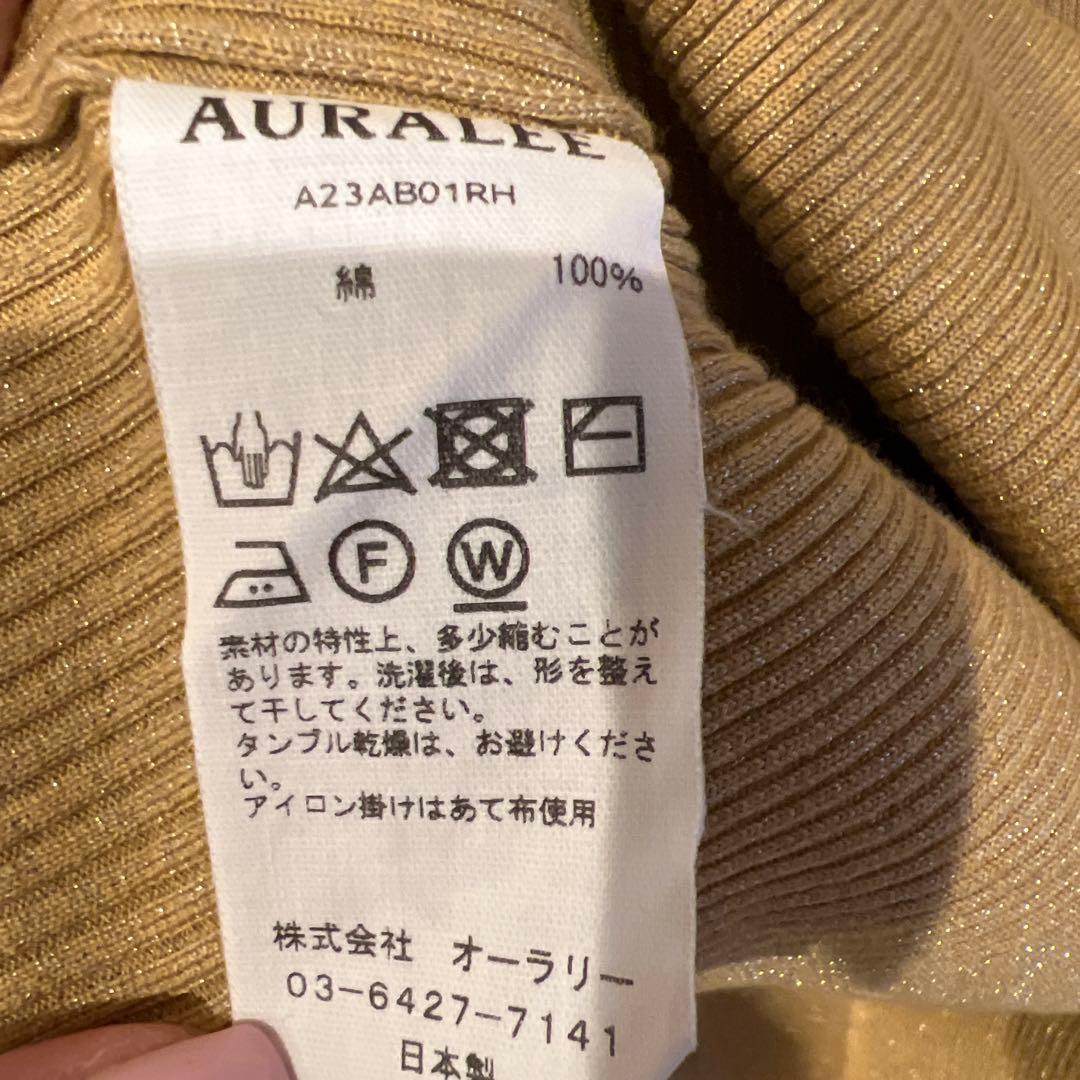 AURALEE
A23AB01RH
綿 100%
F W
素材の特性上、多少縮むことが
あります。洗濯後は、形を整え
て干してください。
タンブル乾燥は、お避けくださ
い。
アイロン掛けはあて布使用
株式会社 オーラリー
03-6427-7141
日本製